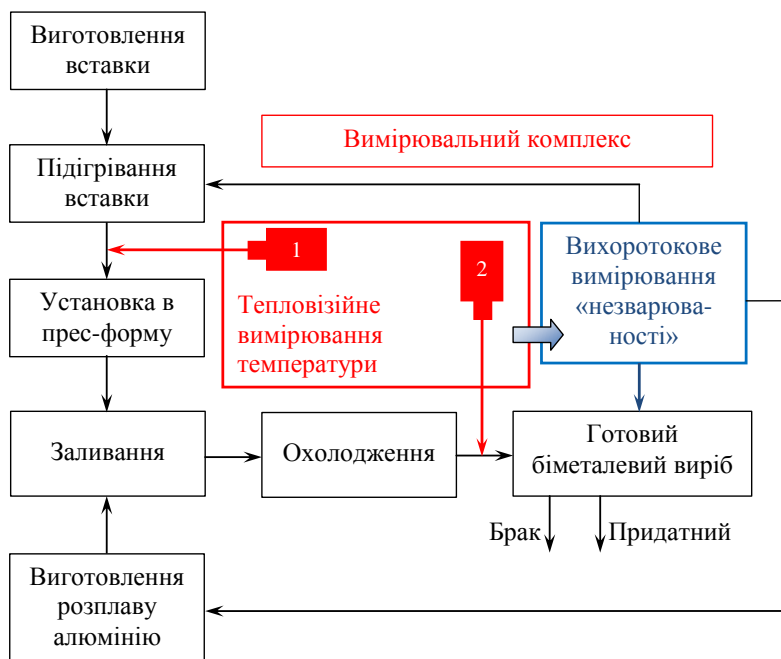 Виготовлення
вставки
Вимірювальний комплекс
Підігрівання
вставки
1
2
Тепловізійне
вимірювання
температури
Вихоротокове
вимірювання
«незварюва-
ності»
Установка в
прес-форму
Заливання
Охолодження
Готовий
біметалевий виріб
Брак
Придатний
Виготовлення
розплаву
алюмінію